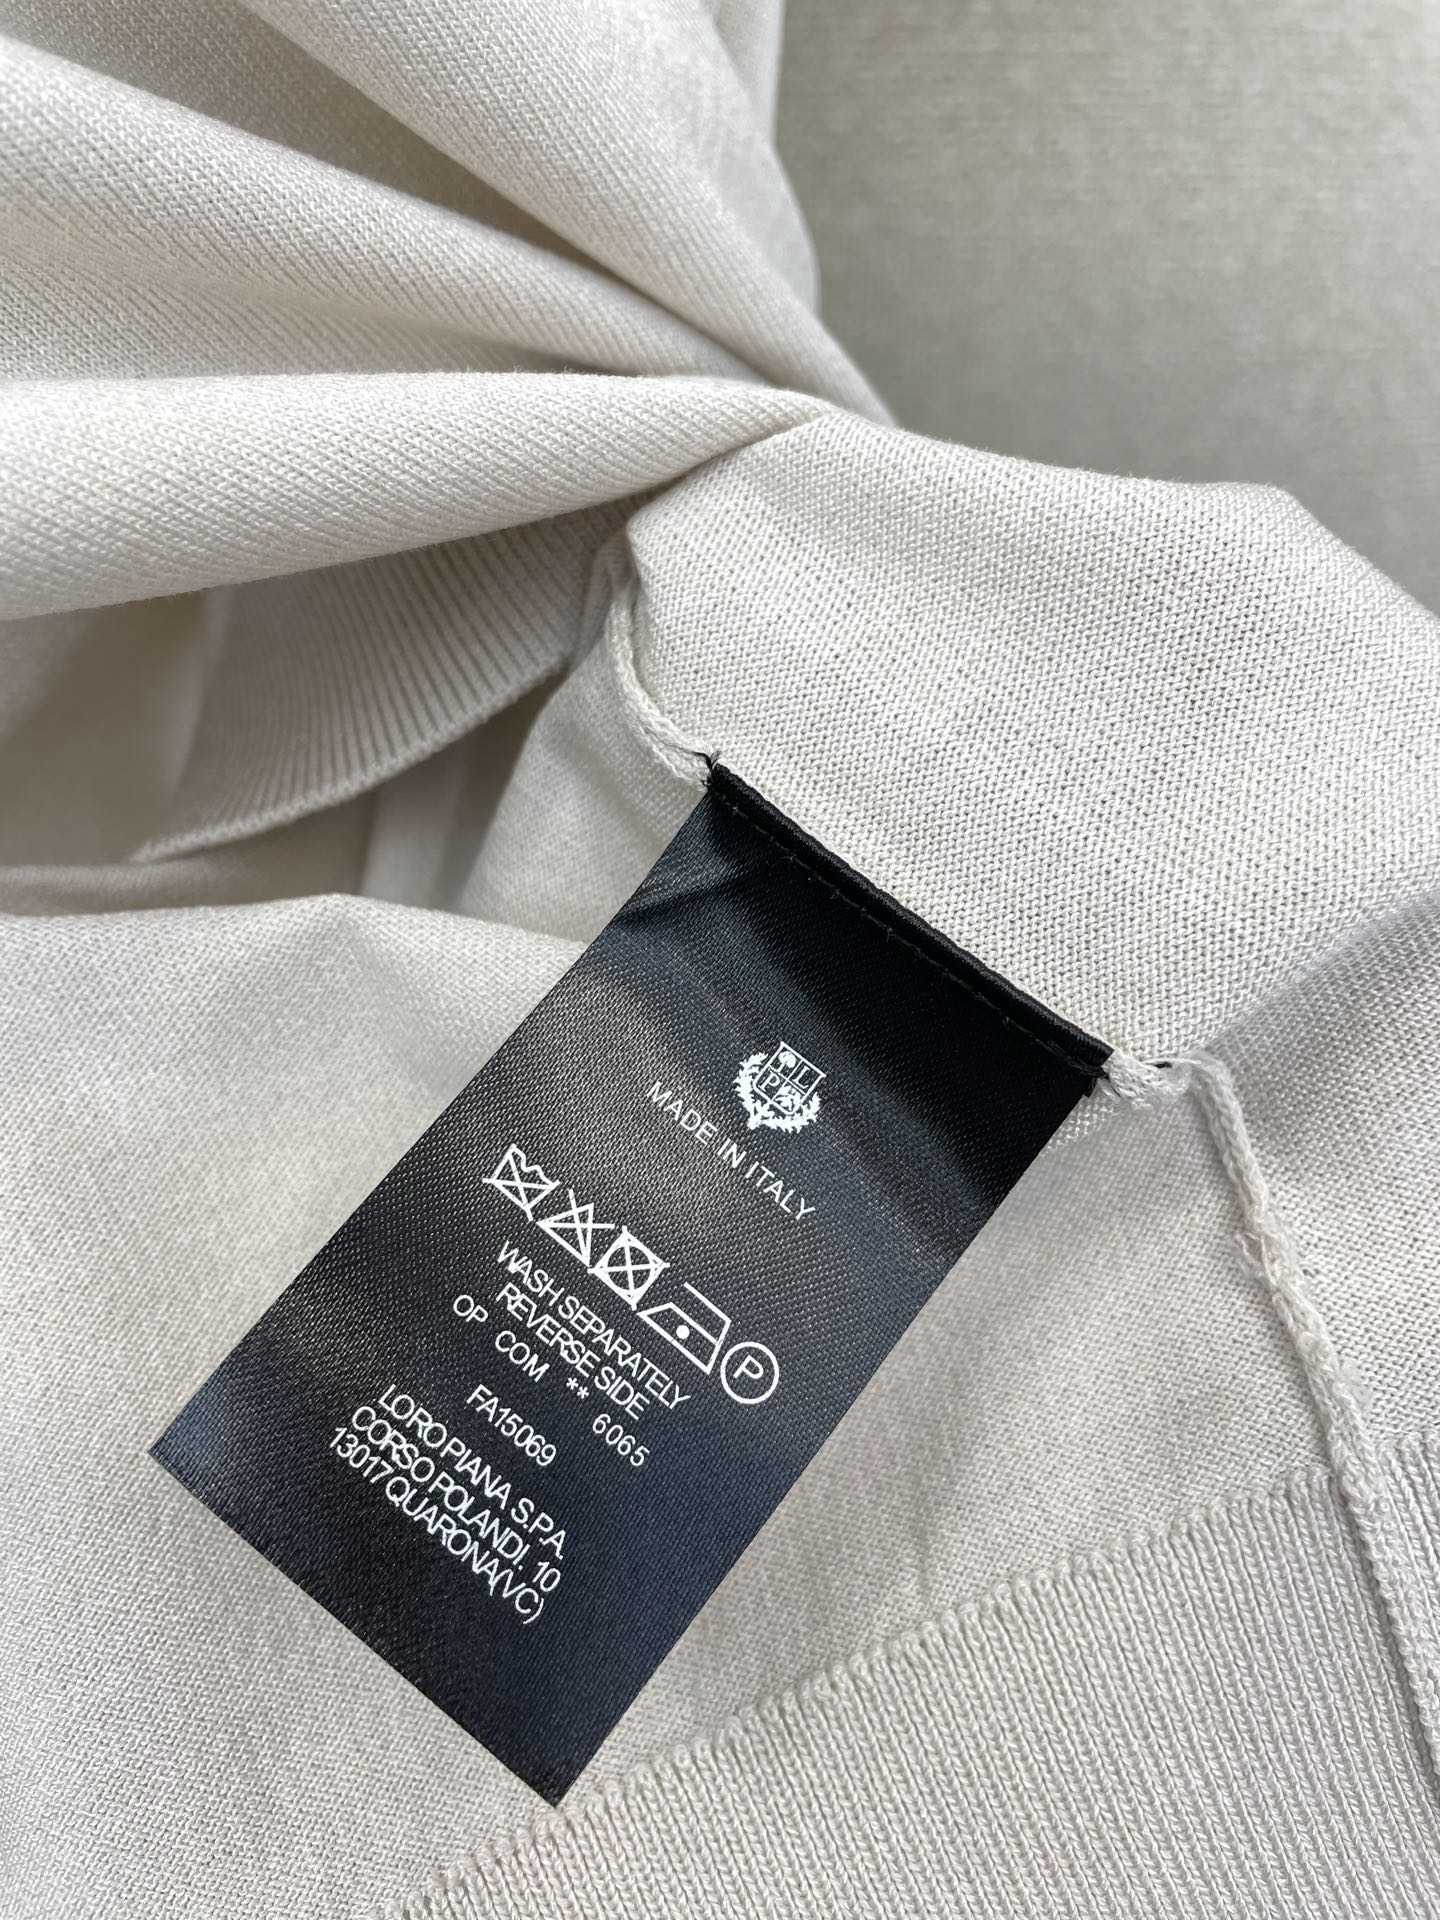 L
P
MADE IN ITALY
P
WASH SEPARATELY
REVERSE SIDE
OP COM ** 6065
FA15069
LORO PIANA S.P.A.
CORSO POLANDI. 10
13017 QUARONA(VC)